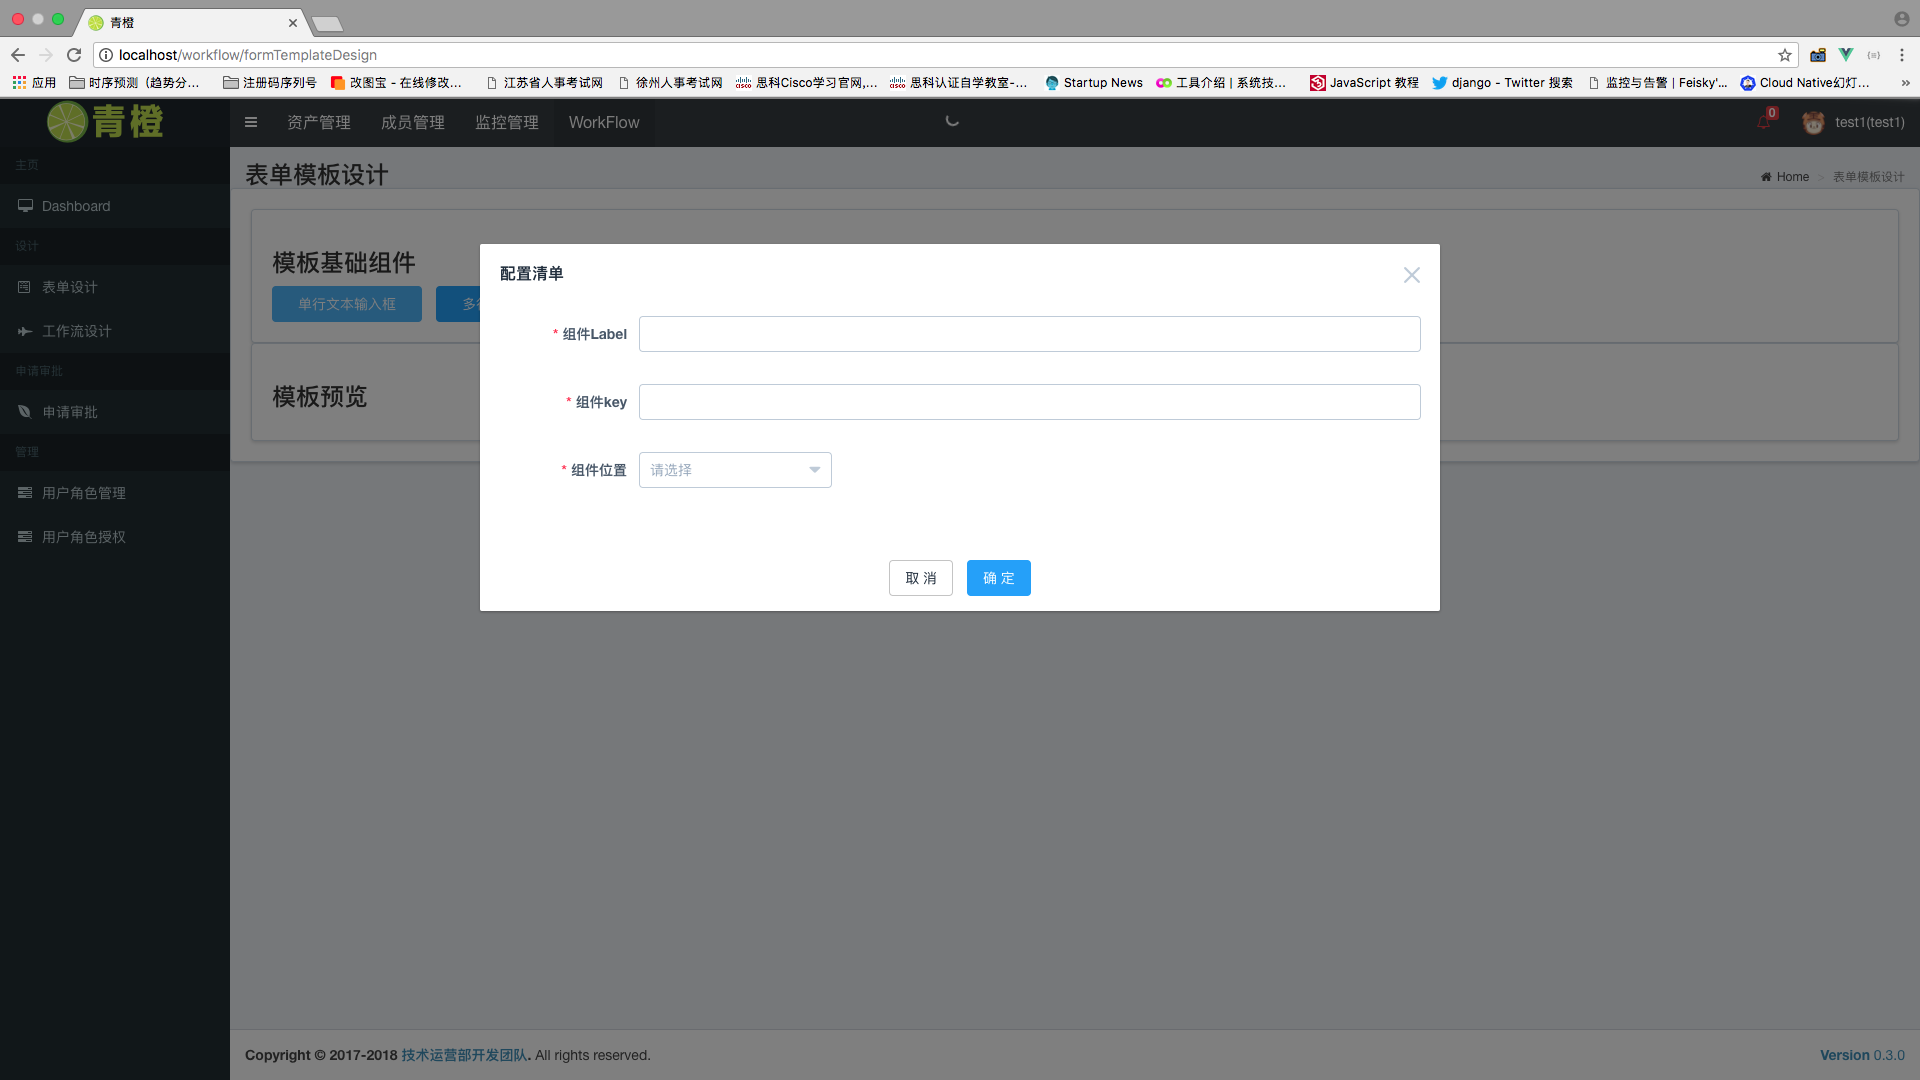 青橙
localhost/workflow/formTemplateDesign
应用 时序预测（趋势分... 注册码序列号 改图宝 - 在线修改... 江苏省人事考试网 徐州人事考试网 思科Cisco学习官网,... 思科认证自学教室-... Startup News 工具介绍 | 系统技... JavaScript 教程 django - Twitter 搜索 监控与告警 | Feisky'... Cloud Native幻灯... »
青橙 资产管理 成员管理 监控管理 WorkFlow 0 test1(test1)
主页
Dashboard
设计
表单设计
工作流设计
申请审批
申请审批
管理
用户角色管理
用户角色授权
表单模板设计 Home > 表单模板设计
模板基础组件
单行文本输入框
模板预览
配置清单
* 组件Label
* 组件key
* 组件位置 请选择
取 消 确 定
Copyright © 2017-2018 技术运营部开发团队. All rights reserved. Version 0.3.0